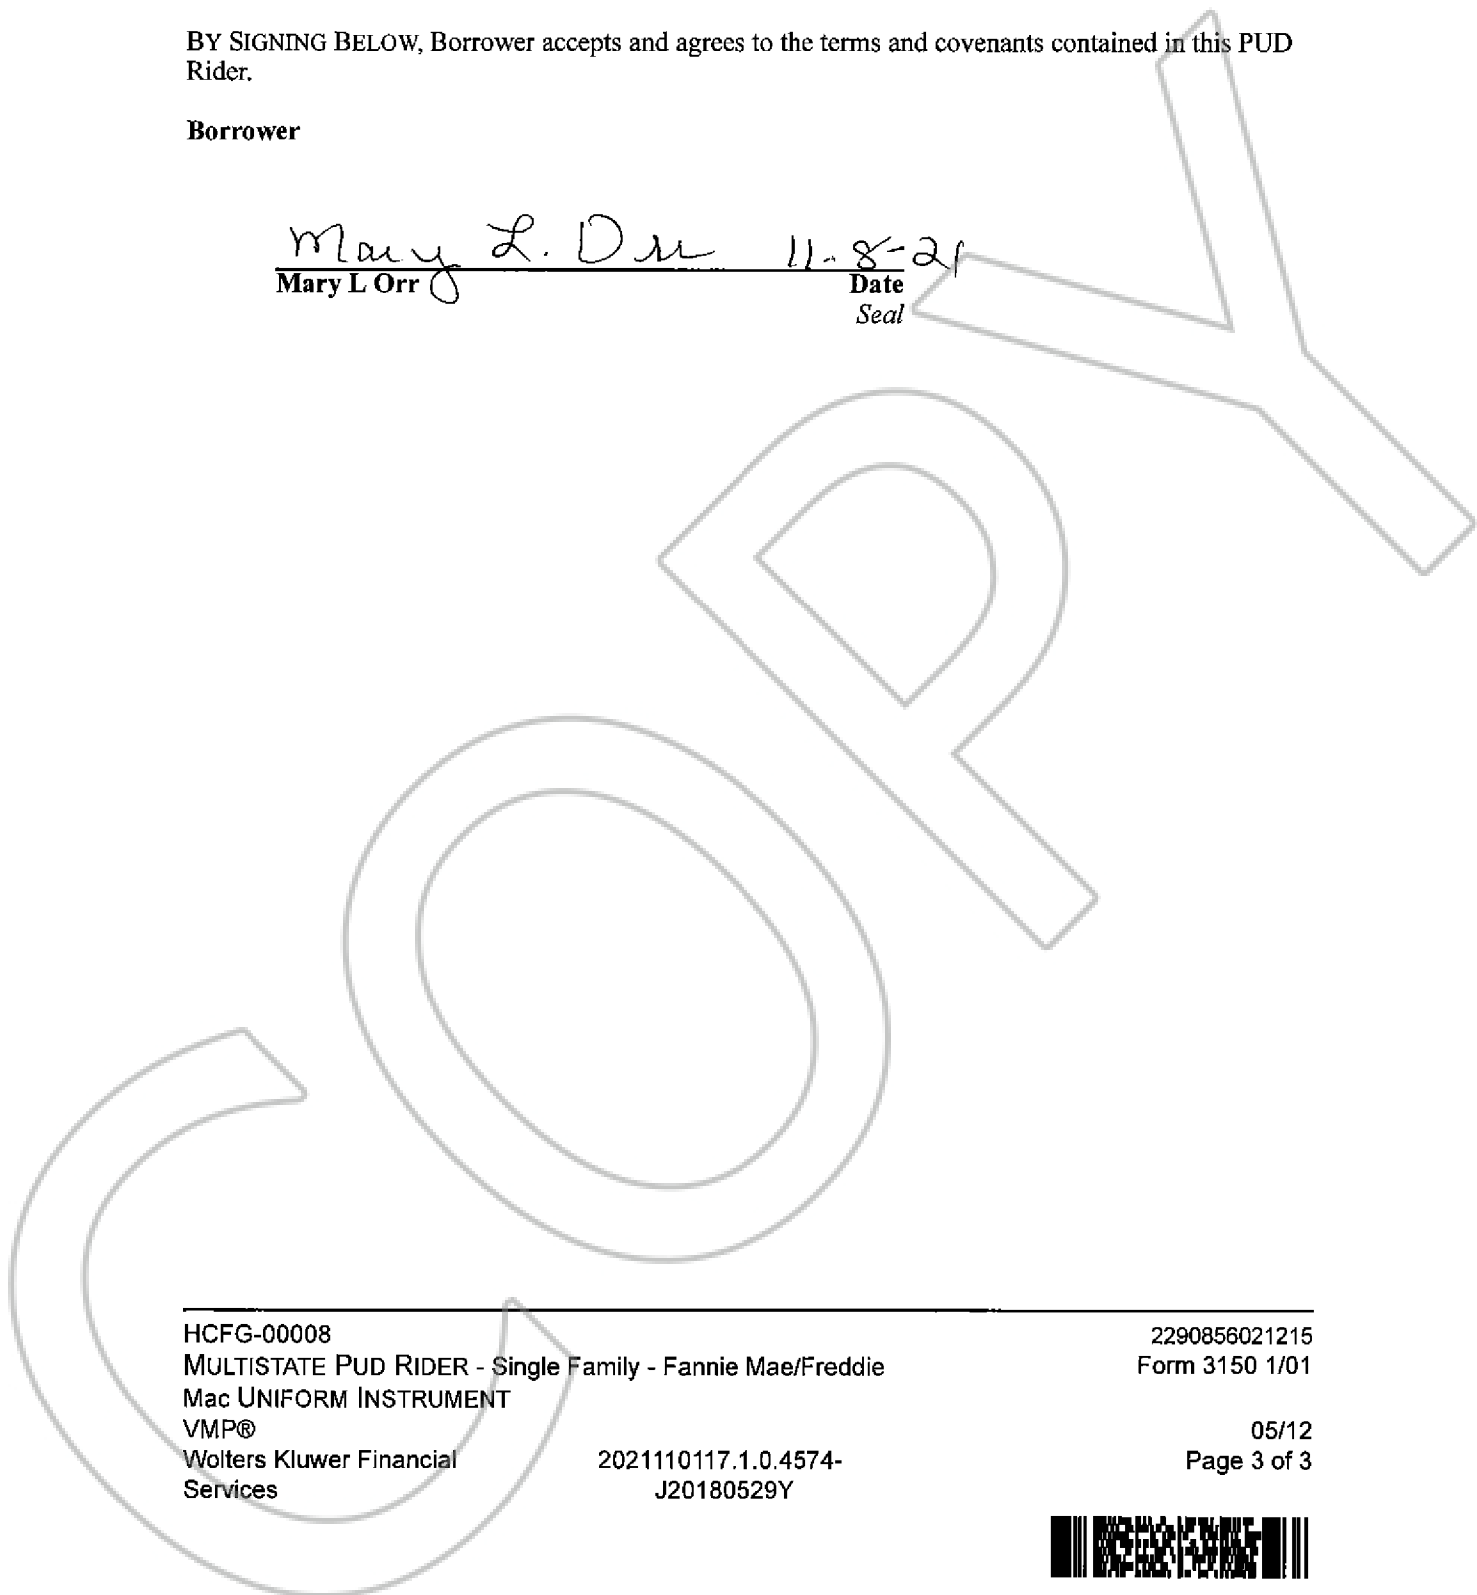 BY SIGNING BELOW, Borrower accepts and agrees to the terms and covenants contained in this PUD
Rider.
Borrower
Mary L. Orr 11-8-21
Mary L Orr Date
Seal
COPY
HCFG-00008 2290856021215
MULTISTATE PUD RIDER - Single Family - Fannie Mae/Freddie Form 3150 1/01
Mac UNIFORM INSTRUMENT
VMP® 05/12
Wolters Kluwer Financial 2021110117.1.0.4574- Page 3 of 3
Services J20180529Y